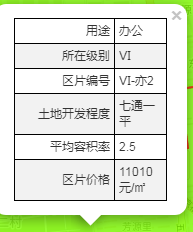 用途 办公
所在级别 VI
区片编号 VI-亦2
土地开发程度 七通一
平
平均容积率 2.5
区片价格 11010
元/㎡